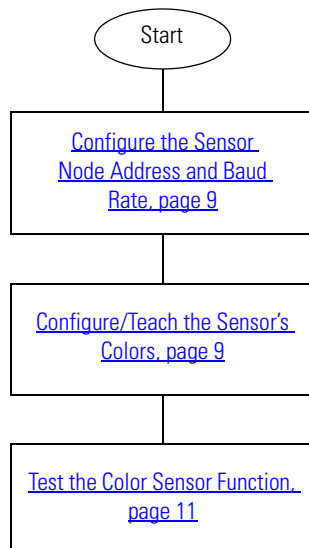 Start
Configure the Sensor
Node Address and Baud
Rate, page 9
Configure/Teach the Sensor's
Colors, page 9
Test the Color Sensor Function,
page 11